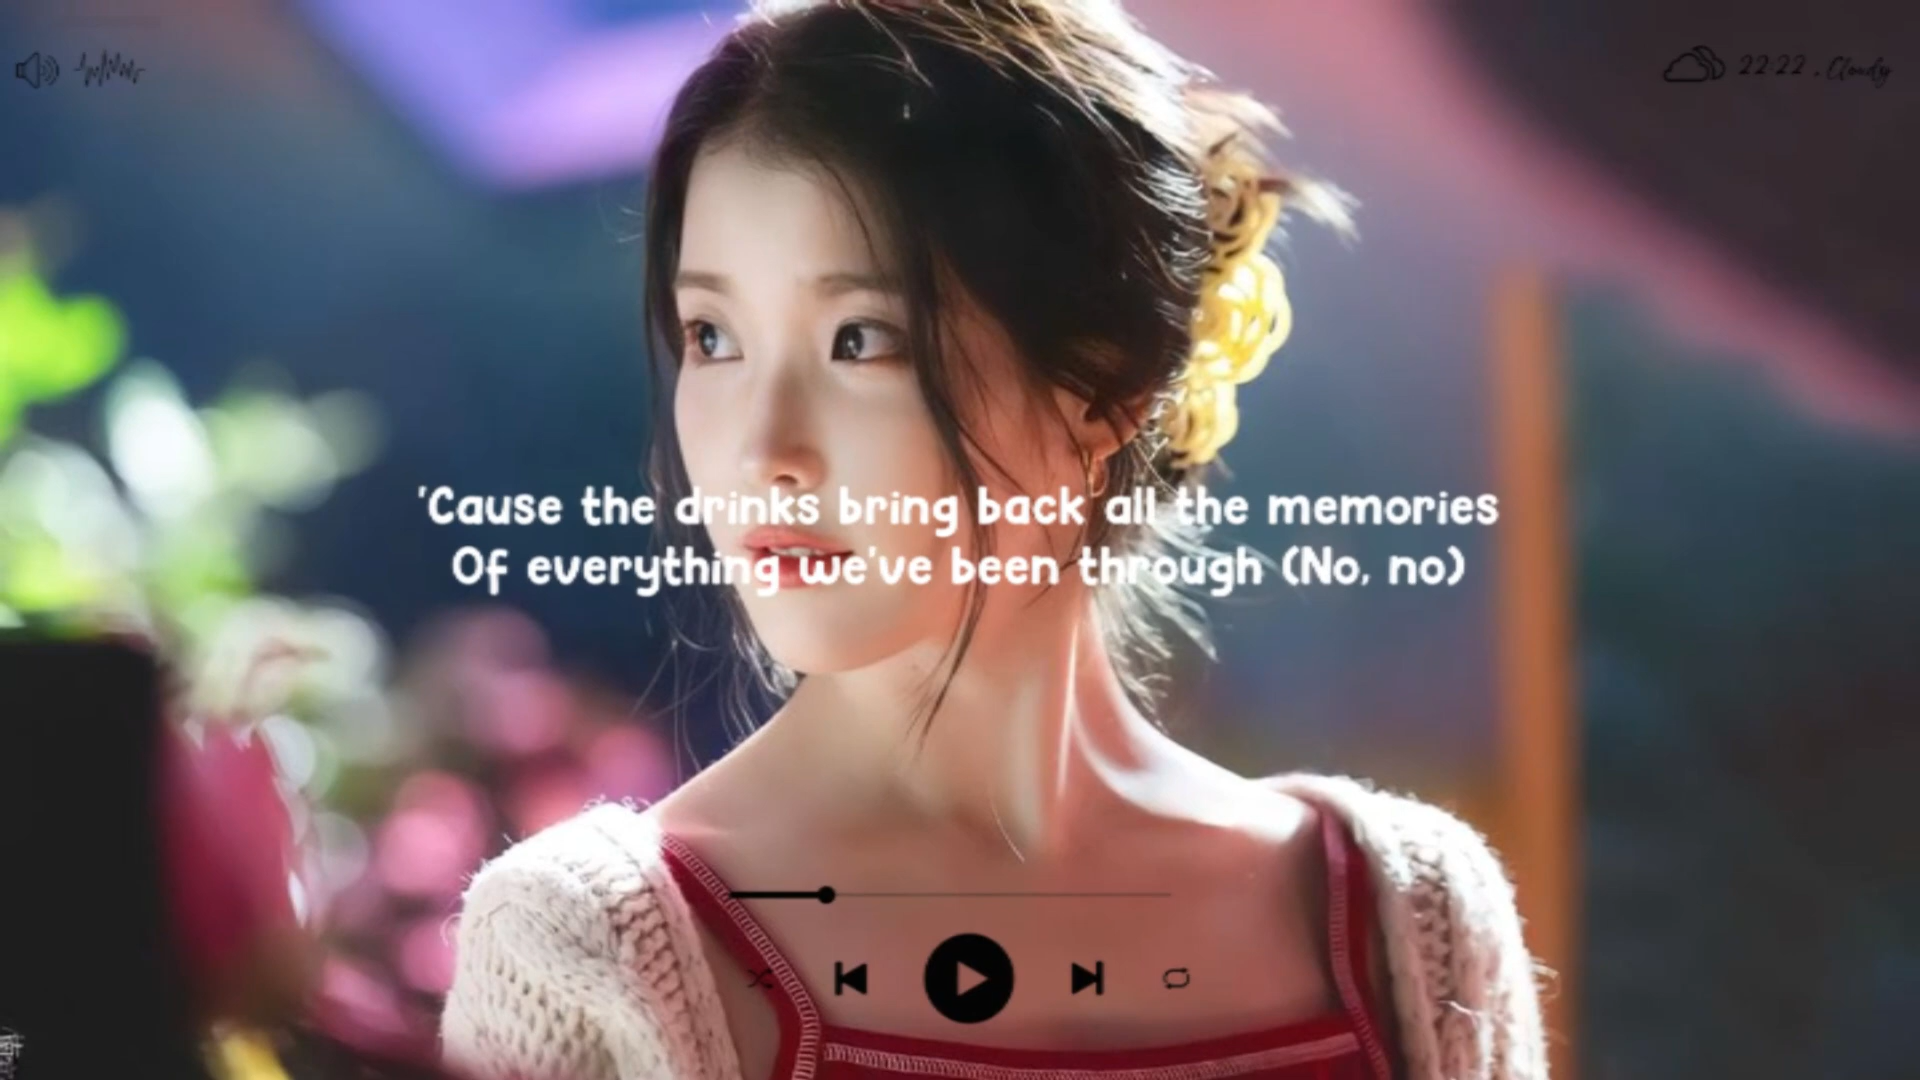 22:22 . Cloudy
'Cause the drinks bring back all the memories
Of everything we've been through (No, no)